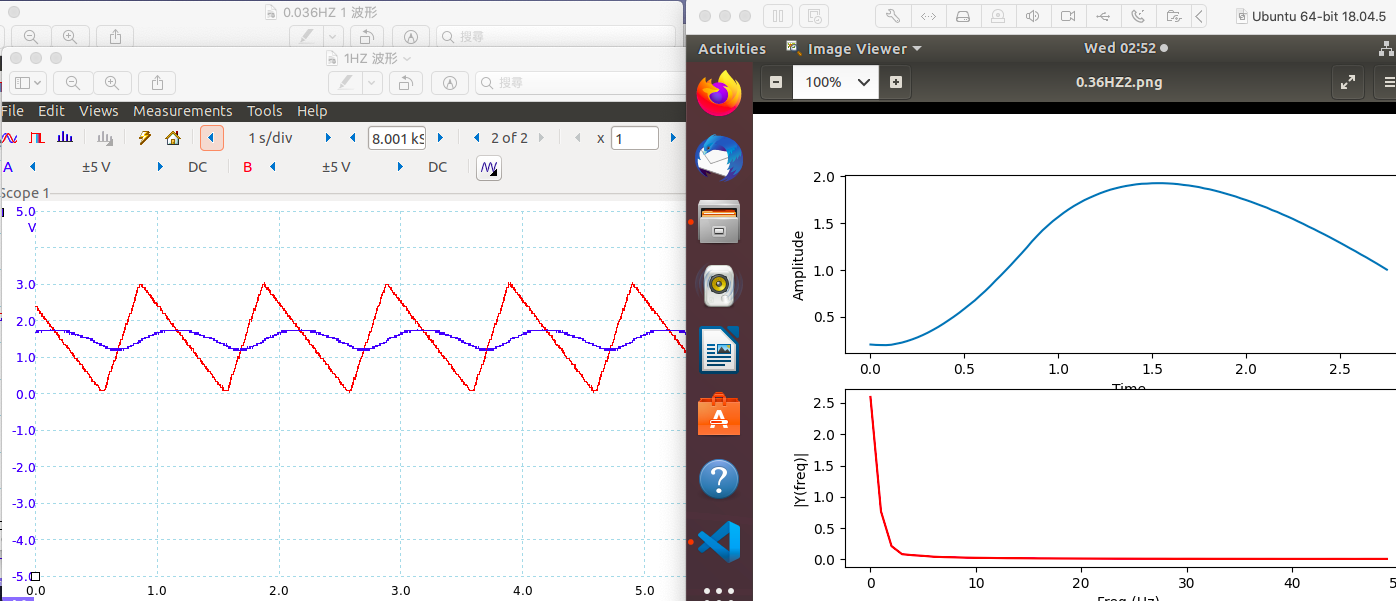 0.036HZ 1 波形
搜尋
1HZ 波形
搜尋
File Edit Views Measurements Tools Help
1 s/div
8.001 kS
2 of 2
x
1
A
±5 V
DC
B
±5 V
DC
Scope 1
5.0
V
3.0
2.0
1.0
0.0
-1.0
-2.0
-3.0
-4.0
-5.0
0.0 1.0 2.0 3.0 4.0 5.0
Ubuntu 64-bit 18.04.5
Activities
Image Viewer
Wed 02:52
100%
0.36HZ2.png
2.0
1.5
1.0
0.5
Amplitude
0.0 0.5 1.0 1.5 2.0 2.5
Time
2.5
2.0
1.5
1.0
0.5
0.0
|Y(freq)|
0 10 20 30 40 5
Freq (Hz)